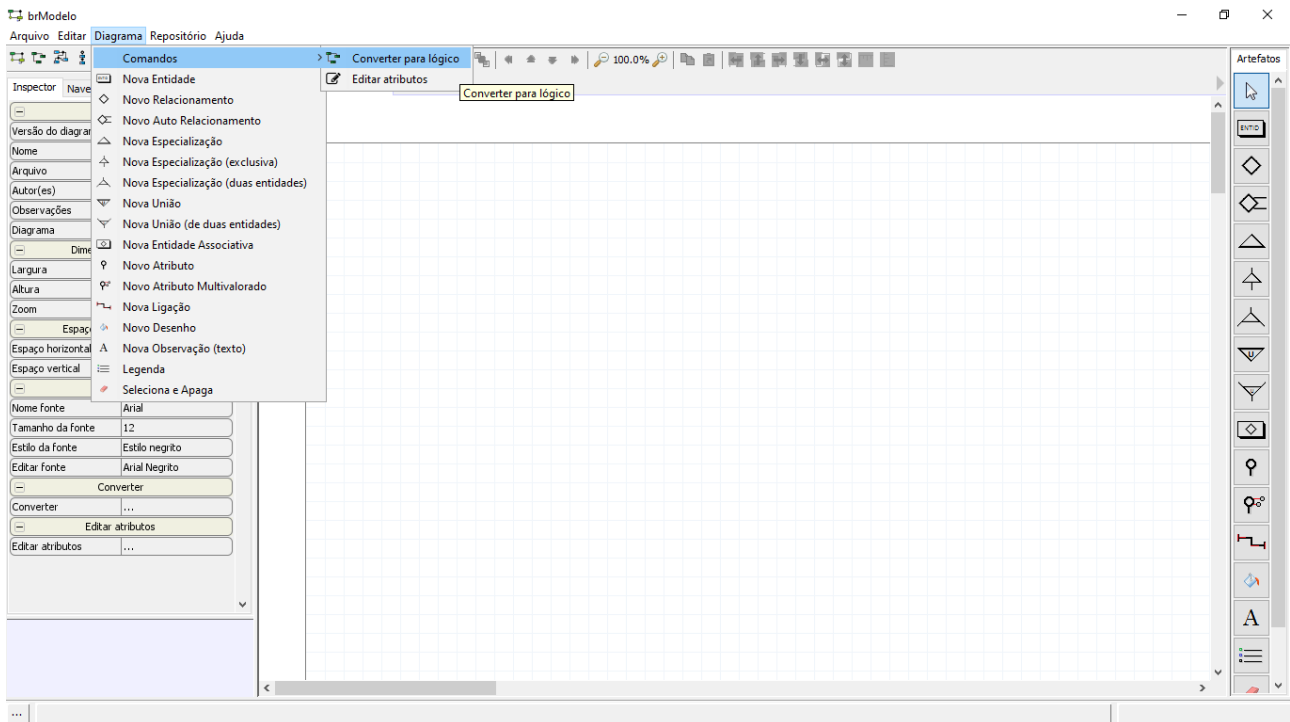 brModelo
Arquivo Editar Diagrama Repositório Ajuda
Comandos
Converter para lógico
100.0%
Artefatos
Nova Entidade
Editar atributos
Inspector Nave
Converter para lógico
Novo Relacionamento
Novo Auto Relacionamento
Versão do diagrar
ENTID
Nova Especialização
Nome
Nova Especialização (exclusiva)
Arquivo
Nova Especialização (duas entidades)
Autor(es)
Nova União
Observações
Nova União (de duas entidades)
Diagrama
Nova Entidade Associativa
Dime
Novo Atributo
Largura
Novo Atributo Multivalorado
Altura
Nova Ligação
Zoom
Novo Desenho
Espaç
Nova Observação (texto)
Espaço horizontal
Legenda
Espaço vertical
Seleciona e Apaga
Nome fonte Arial
Tamanho da fonte 12
Estilo da fonte Estilo negrito
Editar fonte Arial Negrito
Converter
Converter ...
Editar atributos
Editar atributos ...
A
...